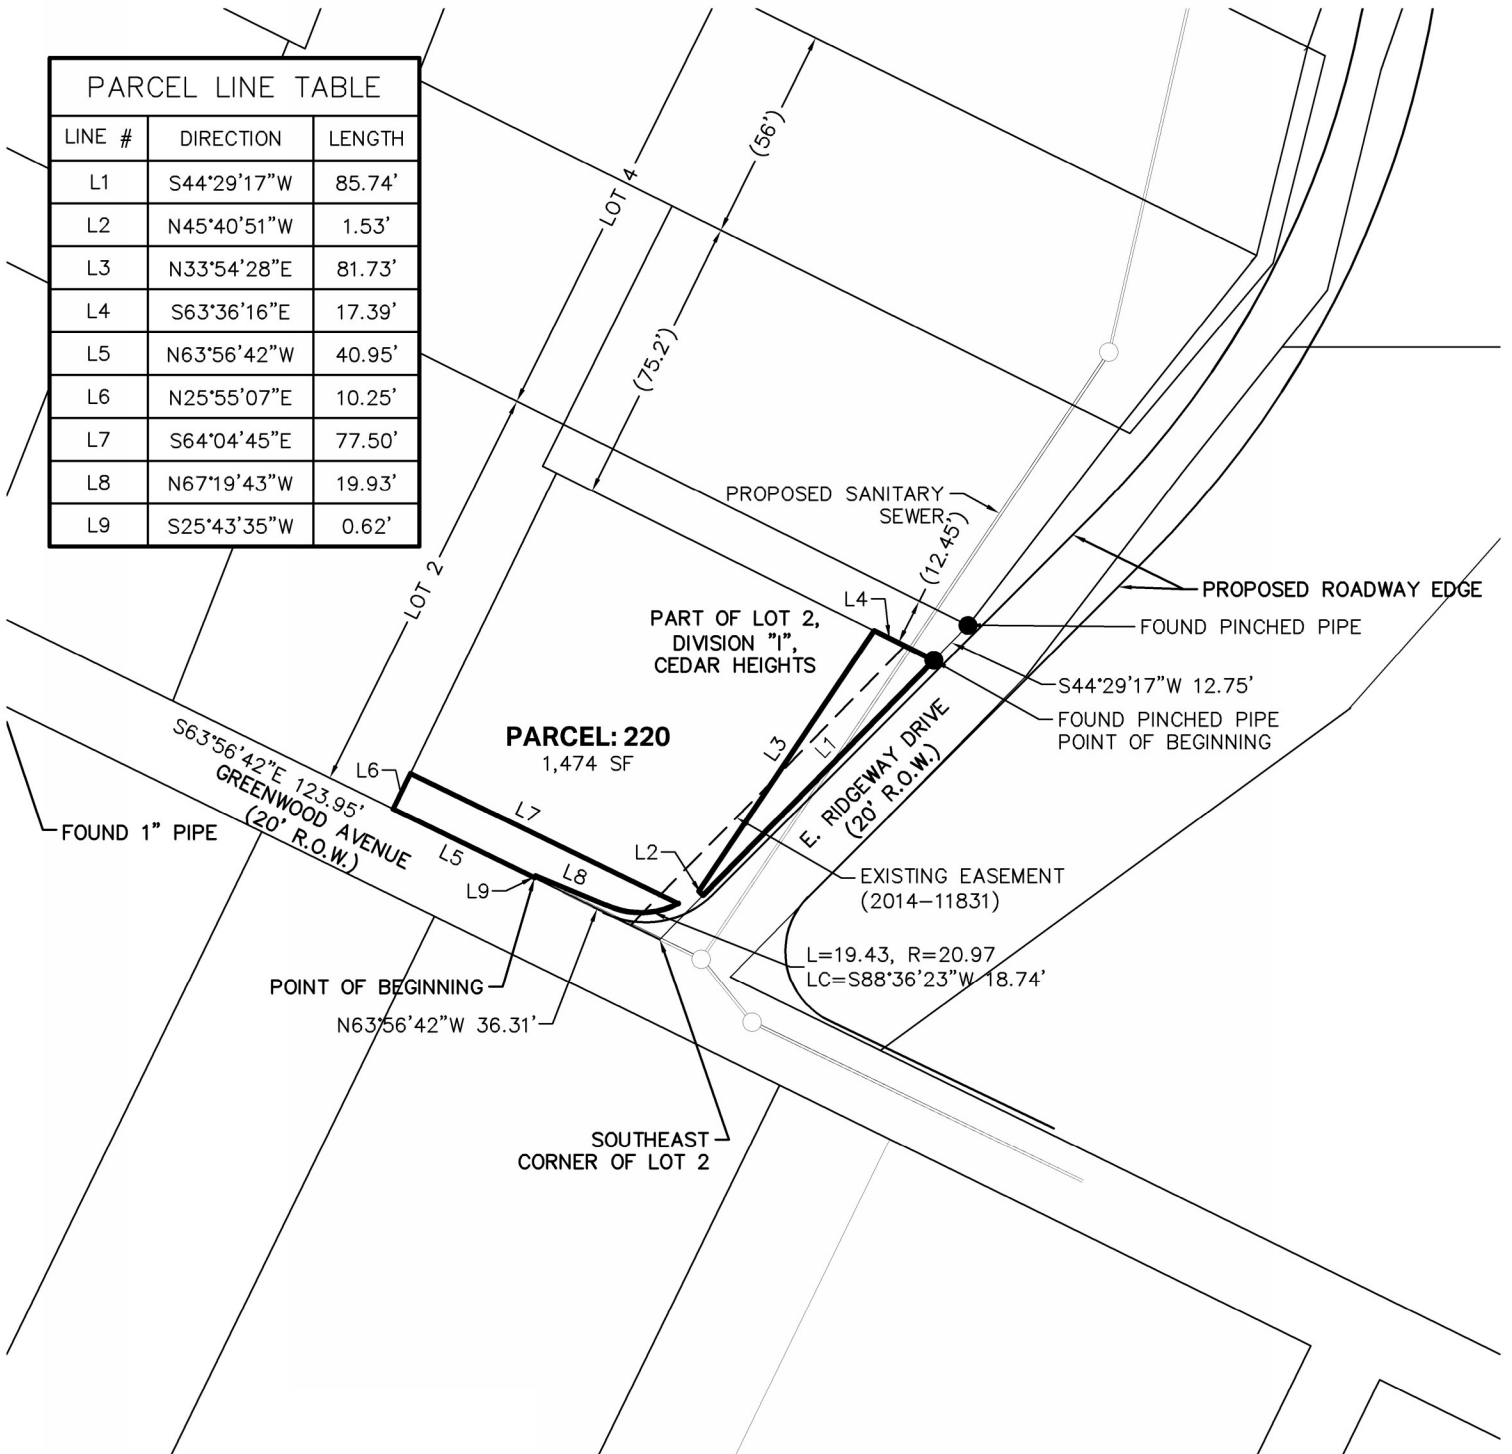 PARCEL LINE TABLE
LINE # DIRECTION LENGTH
L1 S44°29'17"W 85.74'
L2 N45°40'51"W 1.53'
L3 N33°54'28"E 81.73'
L4 S63°36'16"E 17.39'
L5 N63°56'42"W 40.95'
L6 N25°55'07"E 10.25'
L7 S64°04'45"E 77.50'
L8 N67°19'43"W 19.93'
L9 S25°43'35"W 0.62'
(56')
LOT 4
(75.2')
PROPOSED SANITARY
SEWER
(12.45')
LOT 2
PROPOSED ROADWAY EDGE
L4
PART OF LOT 2,
DIVISION "I",
CEDAR HEIGHTS
FOUND PINCHED PIPE
S44°29'17"W 12.75'
FOUND PINCHED PIPE
POINT OF BEGINNING
PARCEL: 220
1,474 SF
L3
L1
E. RIDGEWAY DRIVE
(20' R.O.W.)
S63°56'42"E 123.95'
GREENWOOD AVENUE
(20' R.O.W.)
L6
L7
FOUND 1" PIPE
L5
L2
L8
L9
EXISTING EASEMENT
(2014-11831)
L=19.43, R=20.97
LC=S88°36'23"W 18.74'
POINT OF BEGINNING
N63°56'42"W 36.31'
SOUTHEAST
CORNER OF LOT 2